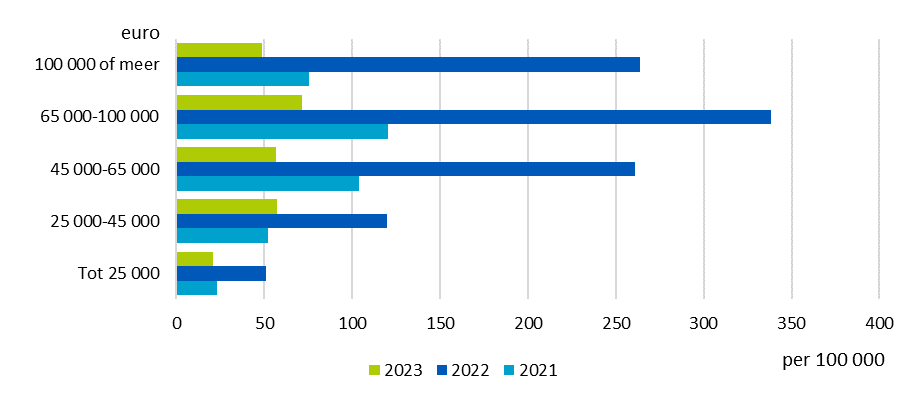 euro
100 000 of meer
65 000-100 000
45 000-65 000
25 000-45 000
Tot 25 000
0 50 100 150 200 250 300 350 400
per 100 000
2023 2022 2021